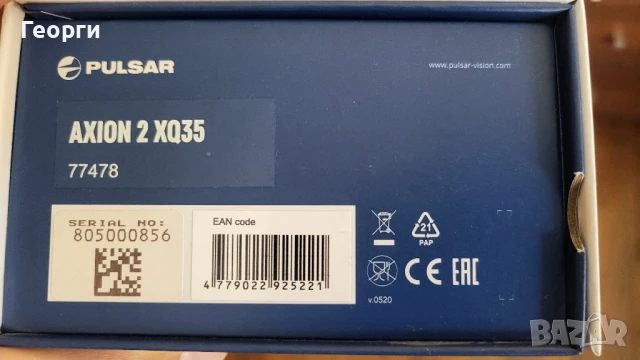 Георги
PULSAR
www.pulsar-vision.com
AXION 2 XQ35
77478
SERIAL NO:
805000856
EAN code
4 779022 925221
21
PAP
CE EAC
v.0520
BAZAR